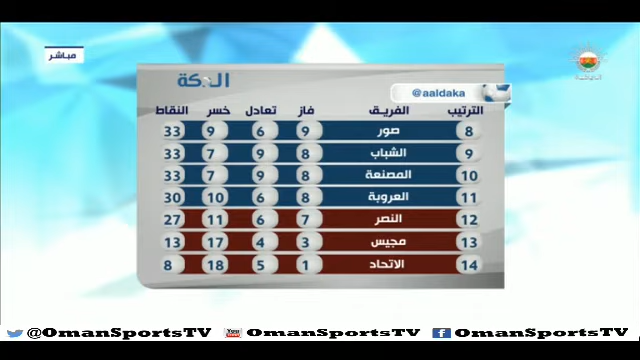 مباشر
الدكة
@aaldaka
الترتيب الفريق فاز تعادل خسر النقاط
8 صور 9 6 9 33
9 الشباب 8 9 7 33
10 المصنعة 8 9 7 33
11 العروبة 8 6 10 30
12 النصر 7 6 11 27
13 مجيس 3 4 17 13
14 الاتحاد 1 5 18 8
@OmanSportsTV You Tube OmanSportsTV f OmanSportsTV